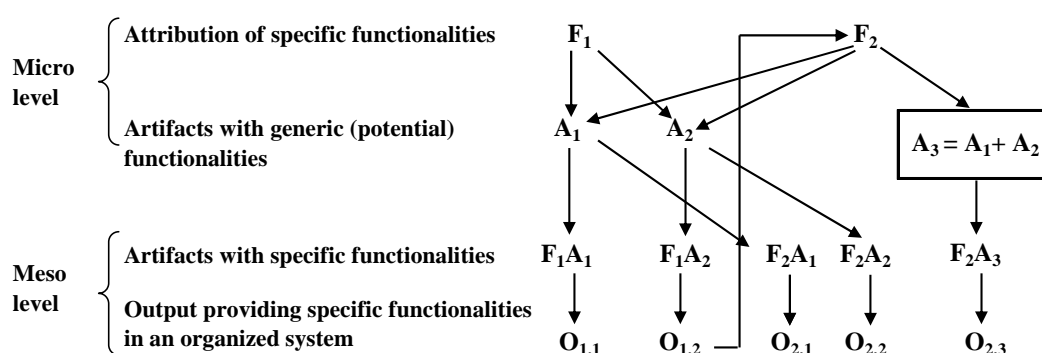 Attribution of specific functionalities F₁ F₂
Micro
level
Artifacts with generic (potential)
functionalities
A₁ A₂ A₃ = A₁+ A₂
Meso
level
Artifacts with specific functionalities F₁A₁ F₁A₂ F₂A₁ F₂A₂ F₂A₃
Output providing specific functionalities
in an organized system
O₁,₁ O₁,₂ O₂,₁ O₂,₂ O₂,₃